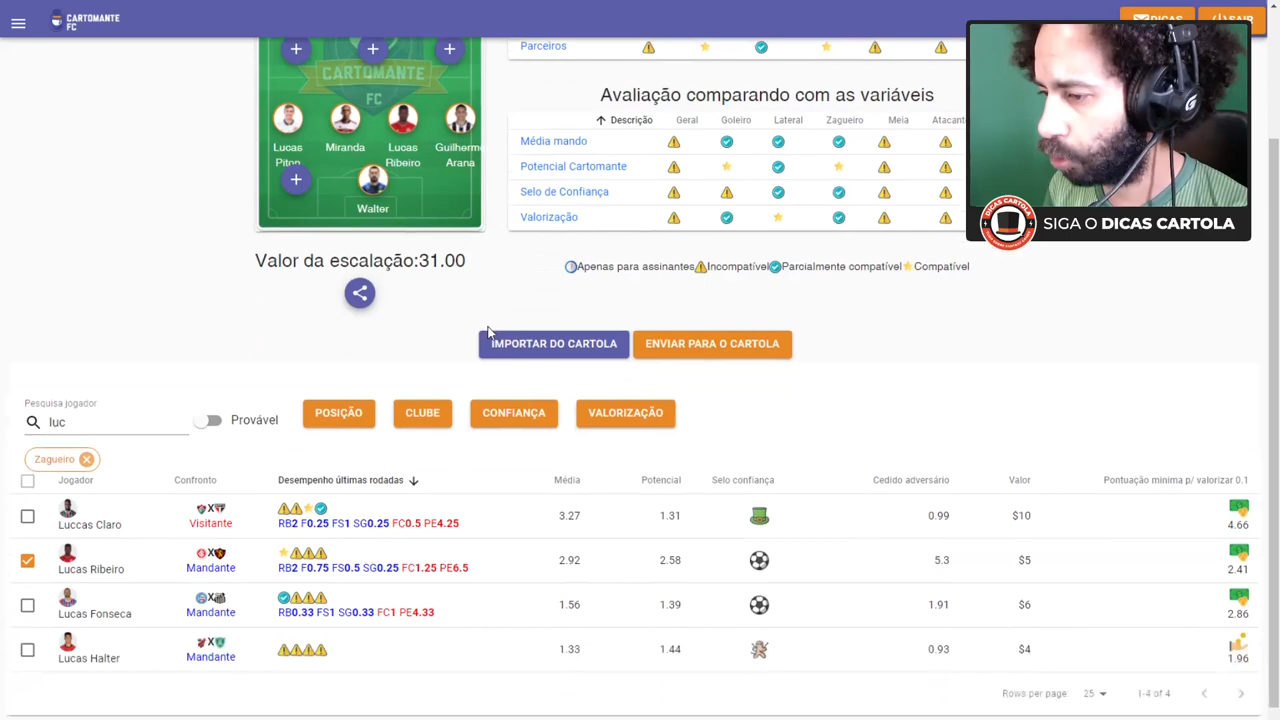 CARTOMANTE
FC
DICAS
SAIR
CARTOMANTE
FC
Lucas
Piton
Miranda
Lucas
Ribeiro
Guilherme
Arana
Walter
Valor da escalação:31.00
Parceiros
Avaliação comparando com as variáveis
Descrição Geral Goleiro Lateral Zagueiro Meia Atacant
Média mando
Potencial Cartomante
Selo de Confiança
Valorização
Apenas para assinantes Incompatível Parcialmente compatível Compatível
DICAS CARTOLA
SIGA O DICAS CARTOLA
IMPORTAR DO CARTOLA ENVIAR PARA O CARTOLA
Pesquisa jogador
luc
Provável
POSIÇÃO CLUBE CONFIANÇA VALORIZAÇÃO
Zagueiro
Jogador Confronto Desempenho últimas rodadas Média Potencial Selo confiança Cedido adversário Valor Pontuação mínima p/ valorizar 0.1
Luccas Claro X Visitante RB2 F0.25 FS1 SG0.25 FC0.5 PE4.25 3.27 1.31 0.99 $10 4.66
Lucas Ribeiro X Mandante RB2 F0.75 FS0.5 SG0.25 FC1.25 PE6.5 2.92 2.58 5.3 $5 2.41
Lucas Fonseca X Mandante RB0.33 FS1 SG0.33 FC1 PE4.33 1.56 1.39 1.91 $6 2.86
Lucas Halter X Mandante 1.33 1.44 0.93 $4 1.96
Rows per page 25 1-4 of 4